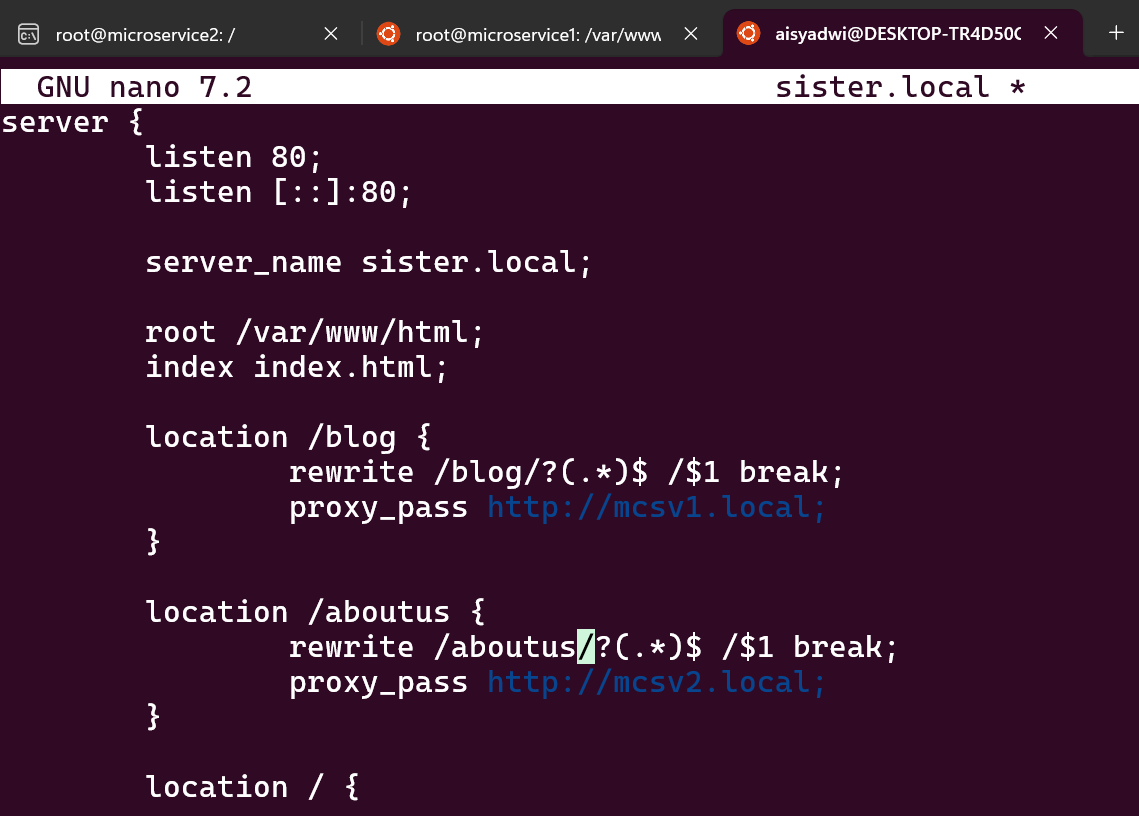 root@microservice2: /
root@microservice1: /var/www
aisyadwi@DESKTOP-TR4D50C
GNU nano 7.2 sister.local *
server {
listen 80;
listen [::]:80;
server_name sister.local;
root /var/www/html;
index index.html;
location /blog {
rewrite /blog/?(.*)$ /$1 break;
proxy_pass http://mcsv1.local;
}
location /aboutus {
rewrite /aboutus/?(.*)$ /$1 break;
proxy_pass http://mcsv2.local;
}
location / {